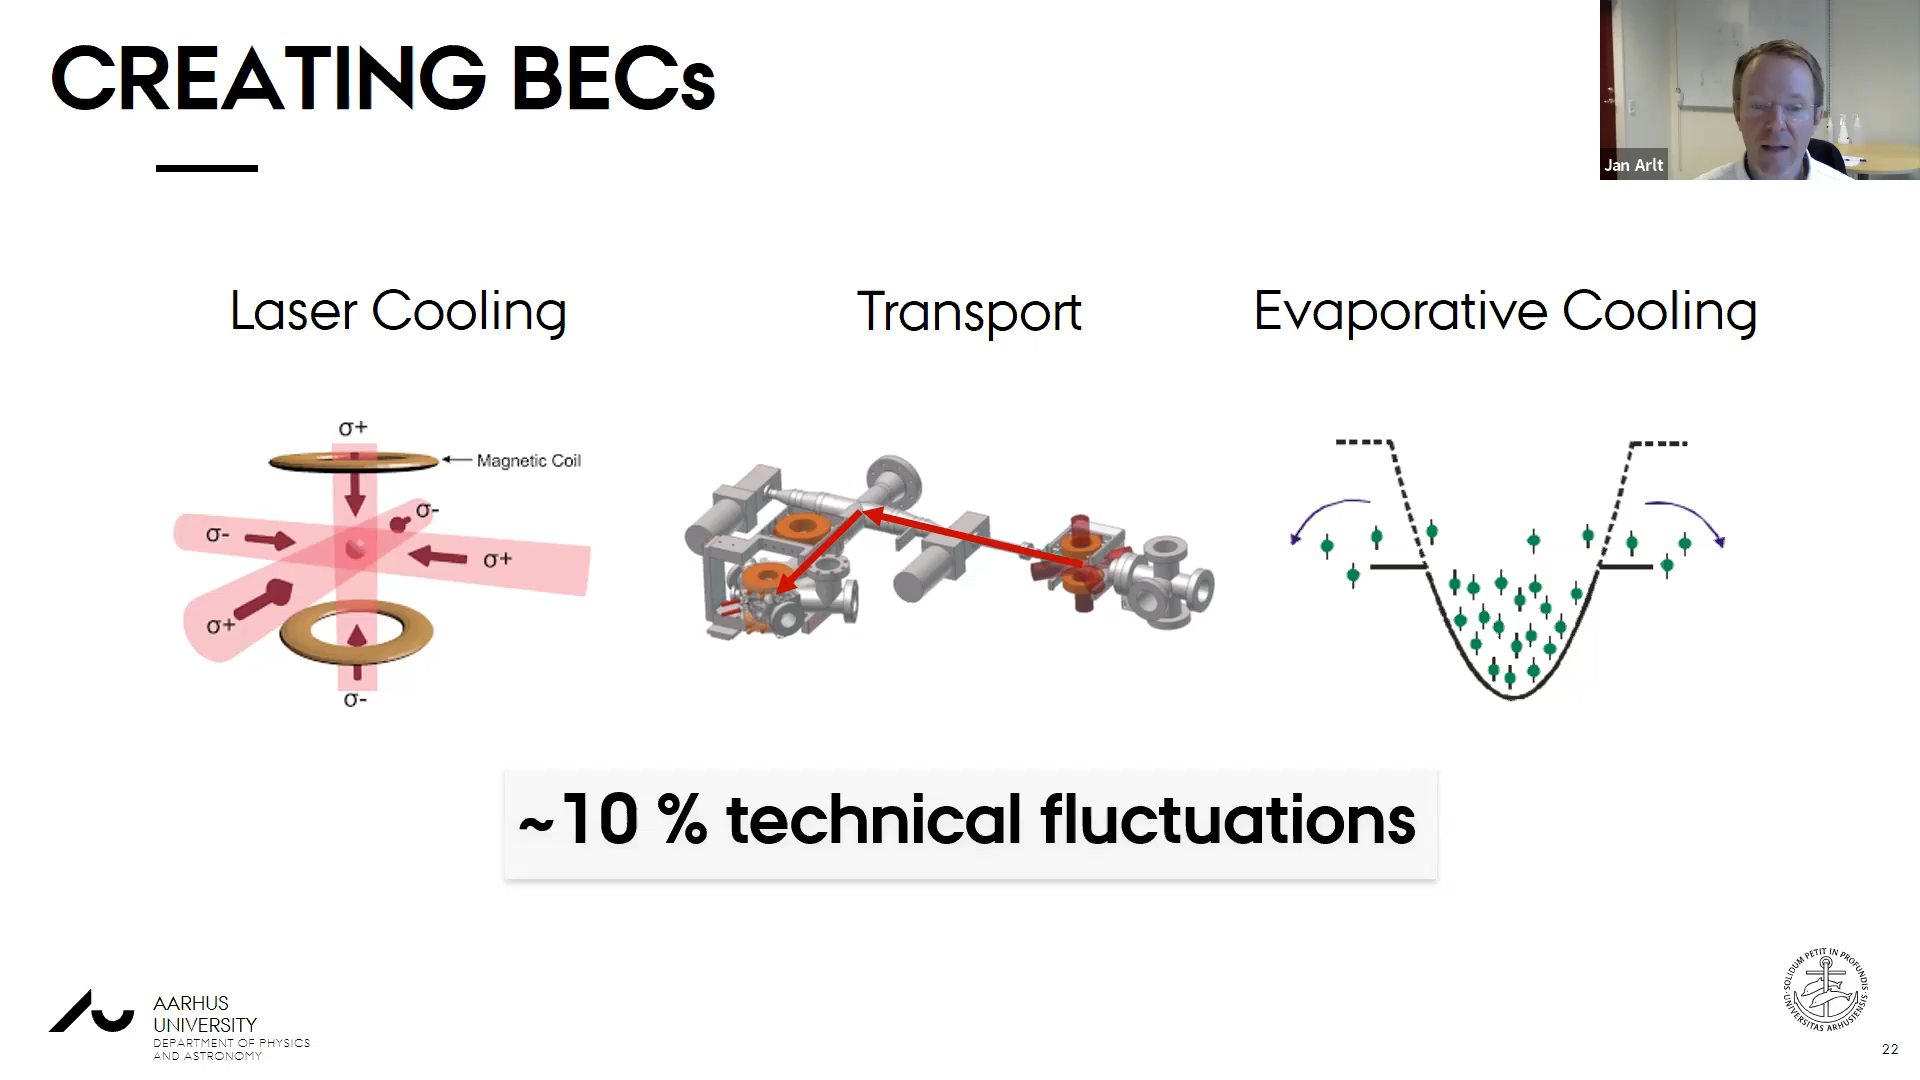 CREATING BECs
Jan Arlt
Laser Cooling
Transport
Evaporative Cooling
σ+
Magnetic Coil
σ-
σ-
σ+
σ+
σ-
~10 % technical fluctuations
AARHUS
UNIVERSITY
DEPARTMENT OF PHYSICS
AND ASTRONOMY
SOLIDUM PETIT IN PROFUNDIS
UNIVERSITAS ARHUSIENSIS
22